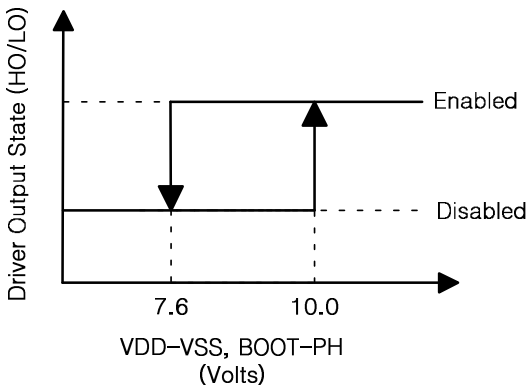 Driver Output State (HO/LO)
Enabled
Disabled
7.6
10.0
VDD-VSS, BOOT-PH
(Volts)